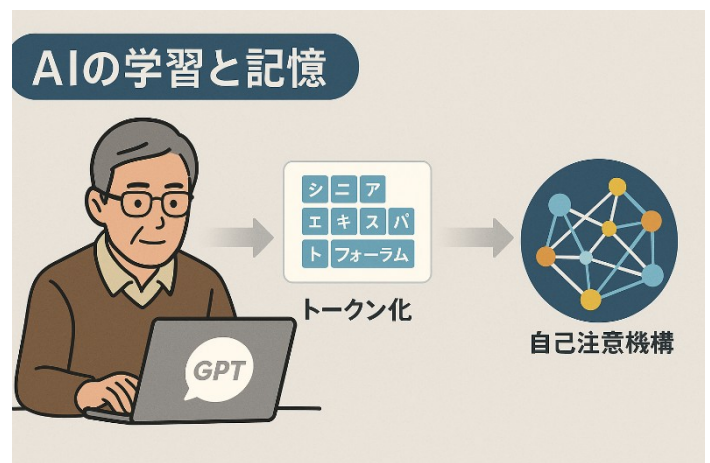 AIの学習と記憶
シニア
エキスパ
トフォーラム
トークン化
自己注意機構
GPT